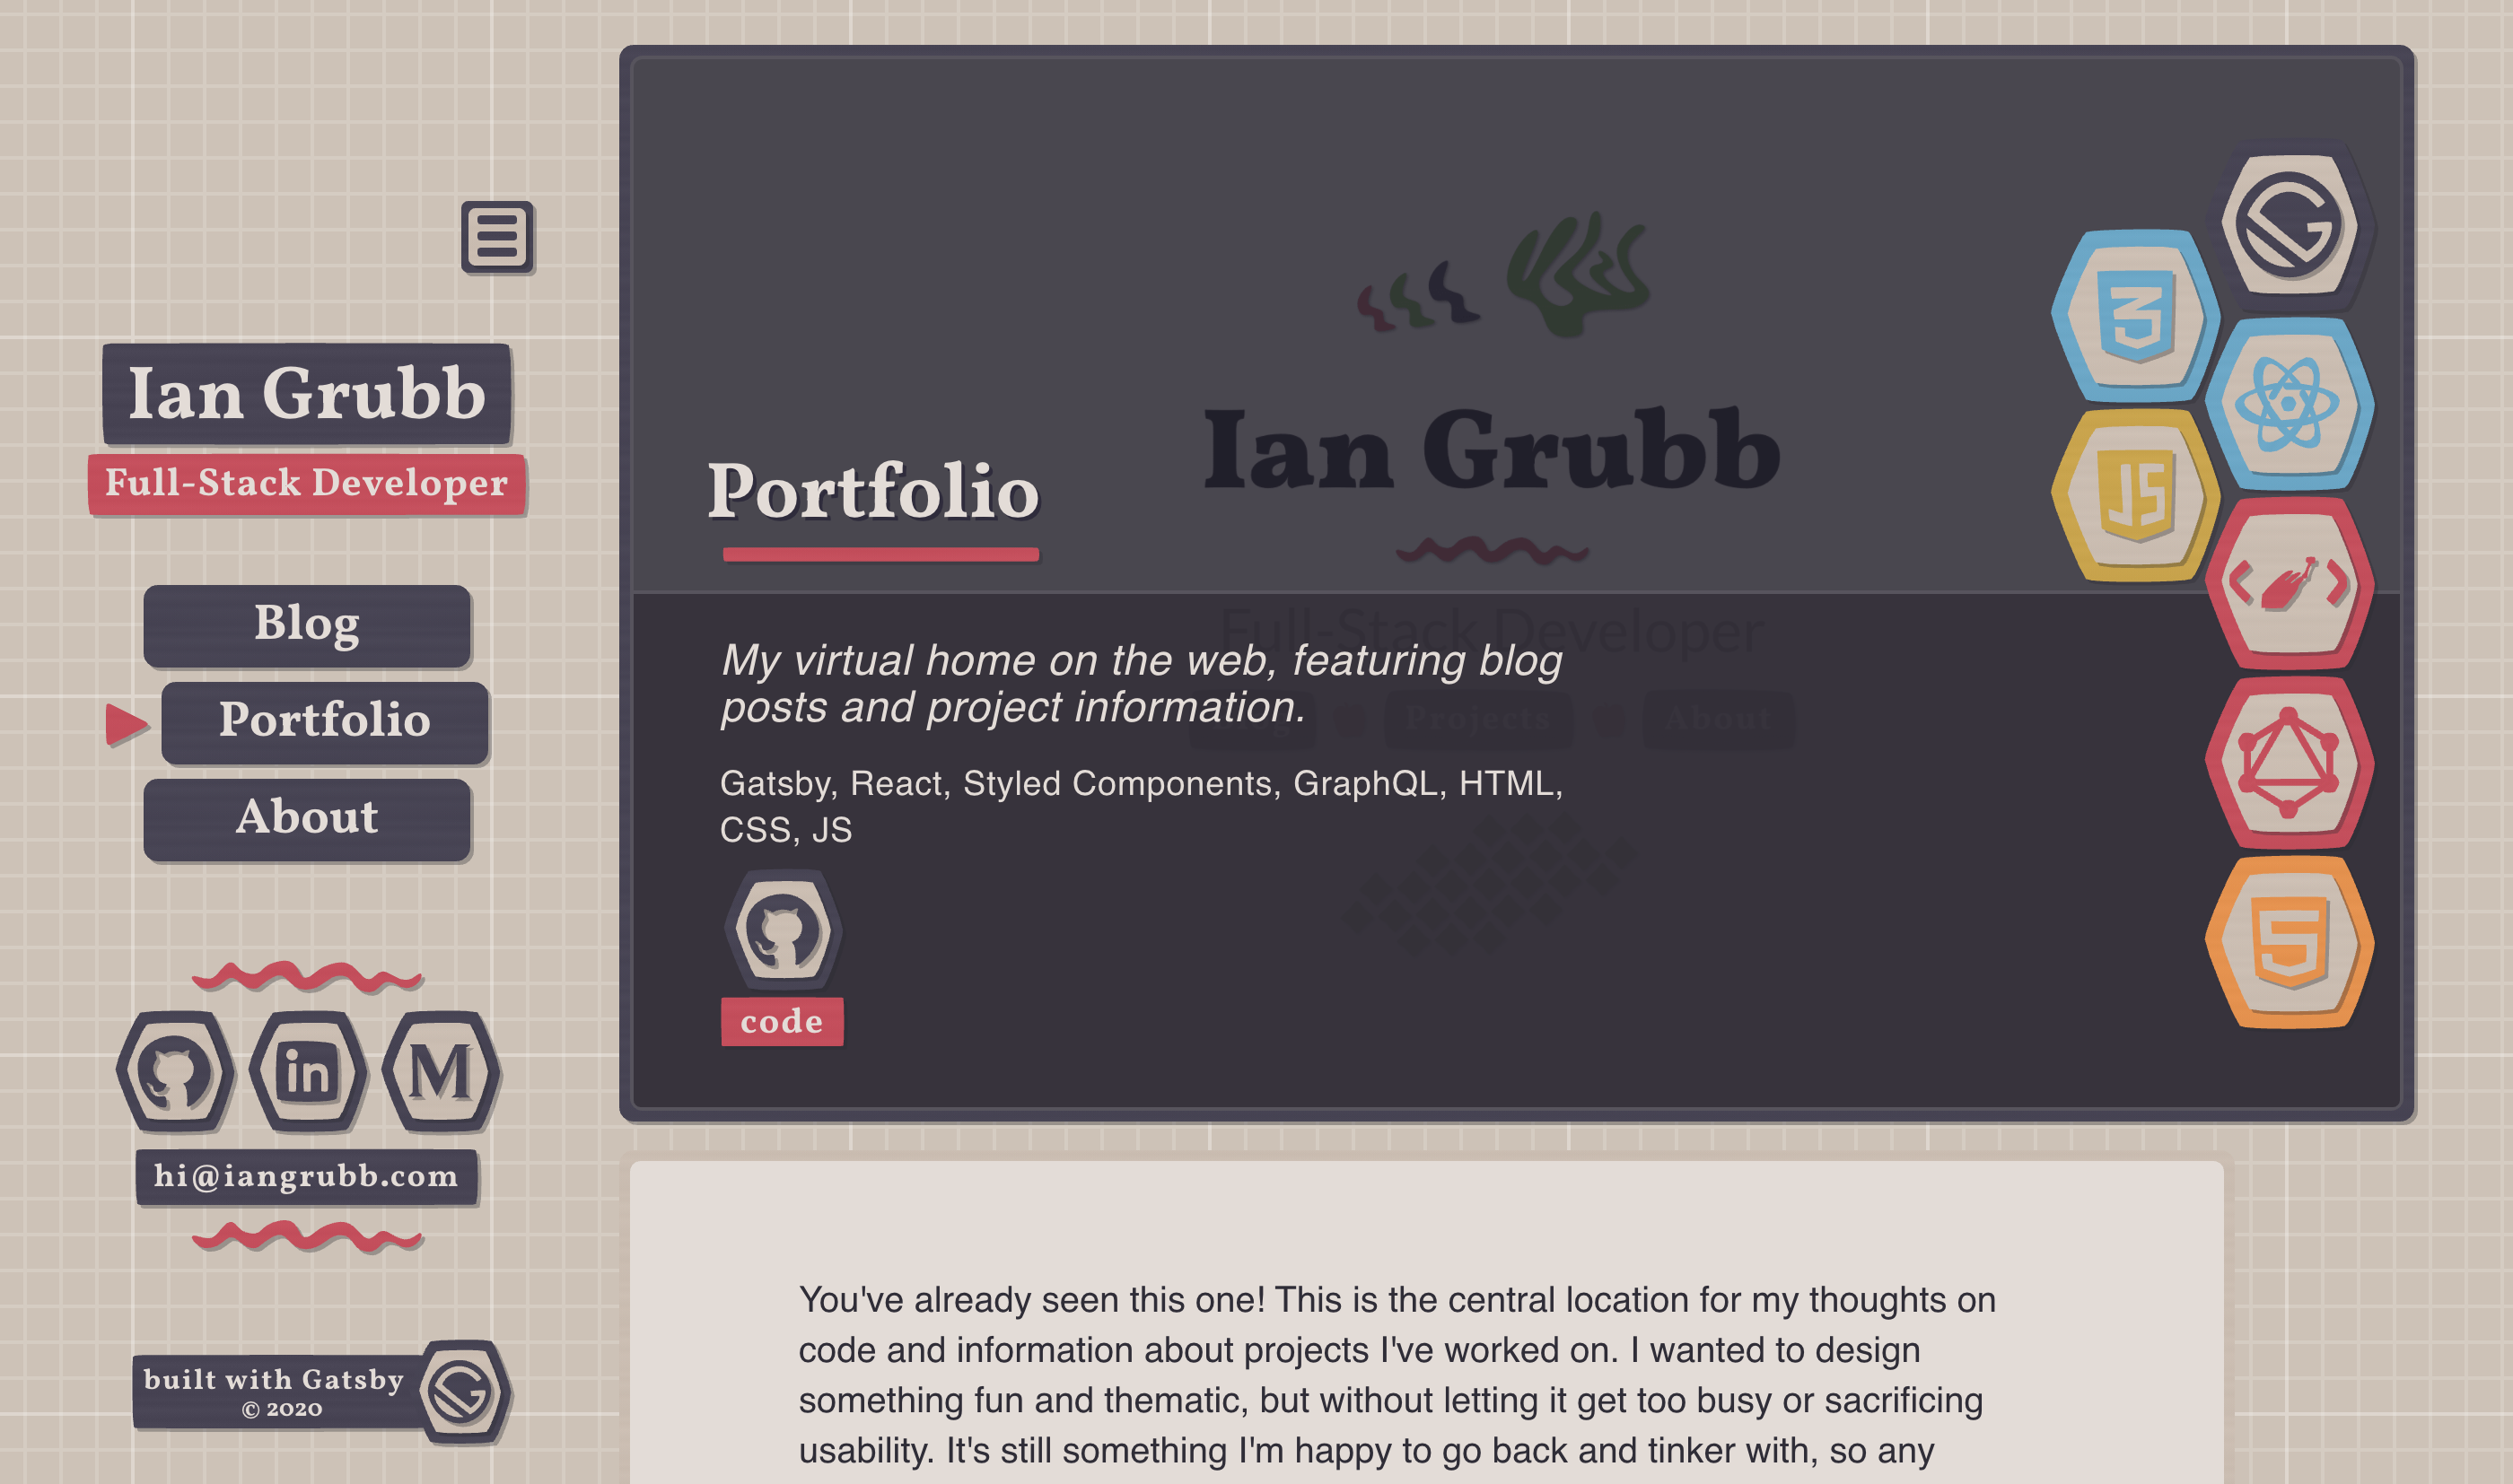 Ian Grubb
Full-Stack Developer
Blog
Portfolio
About
in
M
hi@iangrubb.com
built with Gatsby
© 2020
G
3
JS
5
Ian Grubb
Portfolio
Full-Stack Developer
My virtual home on the web, featuring blog
posts and project information.
Projects
About
Gatsby, React, Styled Components, GraphQL, HTML,
CSS, JS
code
You've already seen this one! This is the central location for my thoughts on
code and information about projects I've worked on. I wanted to design
something fun and thematic, but without letting it get too busy or sacrificing
usability. It's still something I'm happy to go back and tinker with, so any